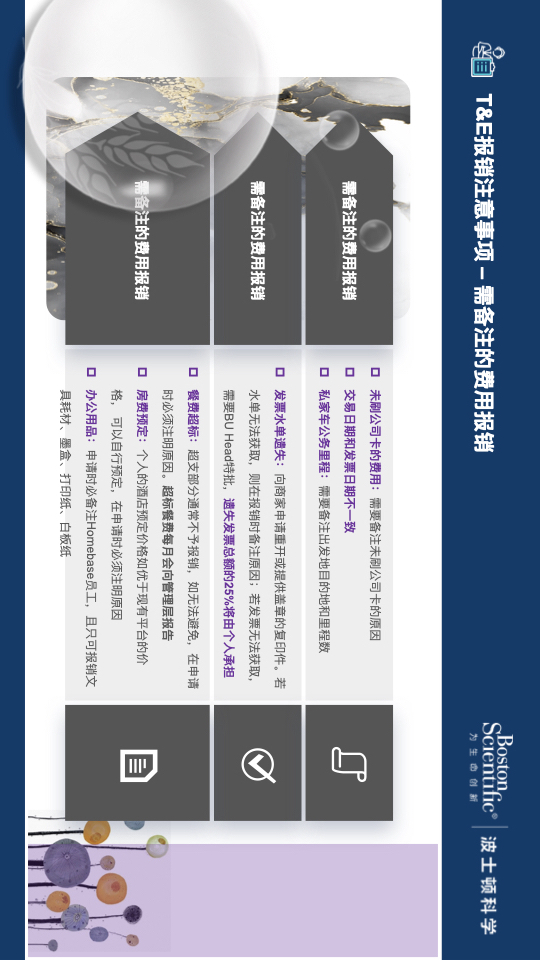 T&E报销注意事项 – 需备注的费用报销
Boston
Scientific®
为生命创新
波士顿科学
需备注的费用报销
未刷公司卡的费用：需要备注未刷公司卡的原因
交易日期和发票日期不一致
私家车公务里程：需要备注出发地目的地和里程数
需备注的费用报销
发票水单遗失：向商家申请重开或提供盖章的复印件。若
水单无法获取，则在报销时备注原因；若发票无法获取，
需要BU Head特批，遗失发票总额的25%将由个人承担
需备注的费用报销
餐费超标：超支部分通常不予报销，如无法避免，在申请
时必须注明原因。超标餐费每月会向管理层报告
房费预定：个人的酒店预定价格如优于现有平台的价
格，可以自行预定，在申请时必须注明原因
办公用品：申请时必备注Homebase员工，且只可报销文
具耗材、墨盒、打印纸、白板纸